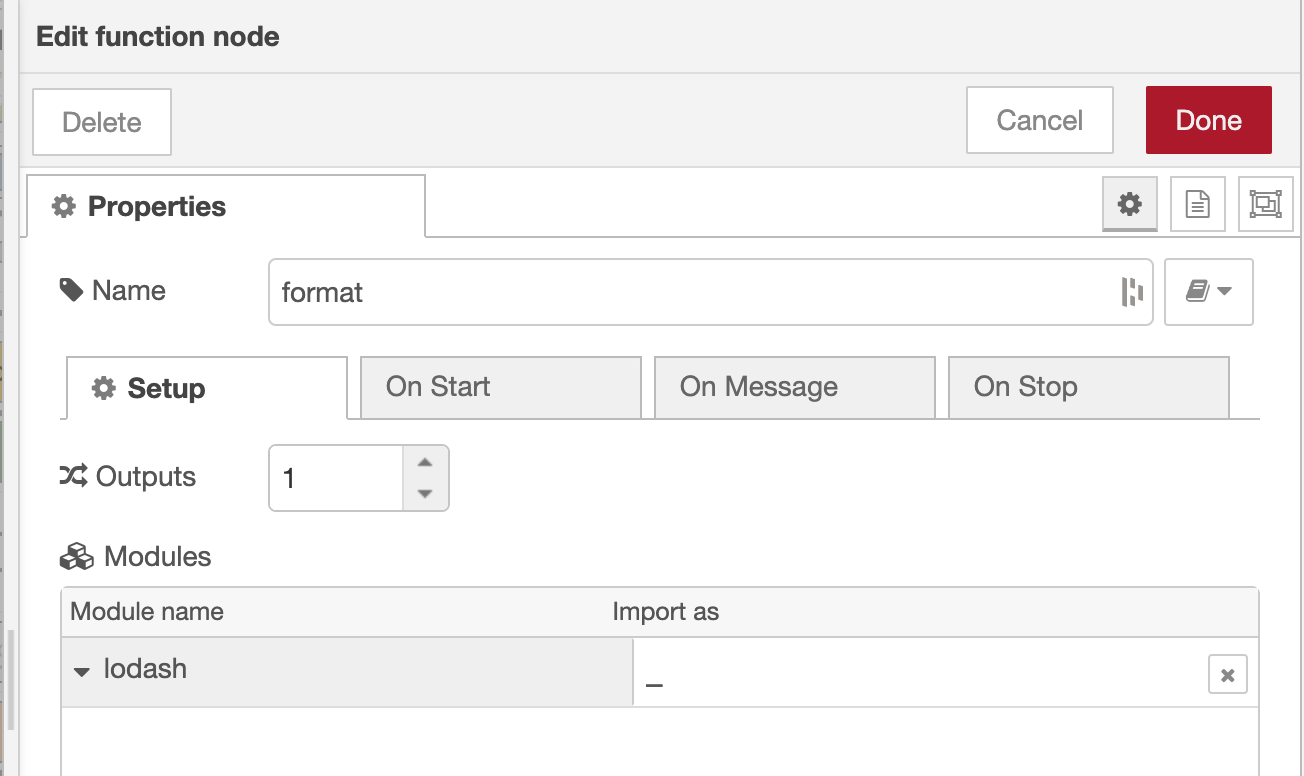 Edit function node
Delete
Cancel
Done
Properties
Name
format
Setup
On Start
On Message
On Stop
Outputs
1
Modules
Module name
Import as
lodash
_